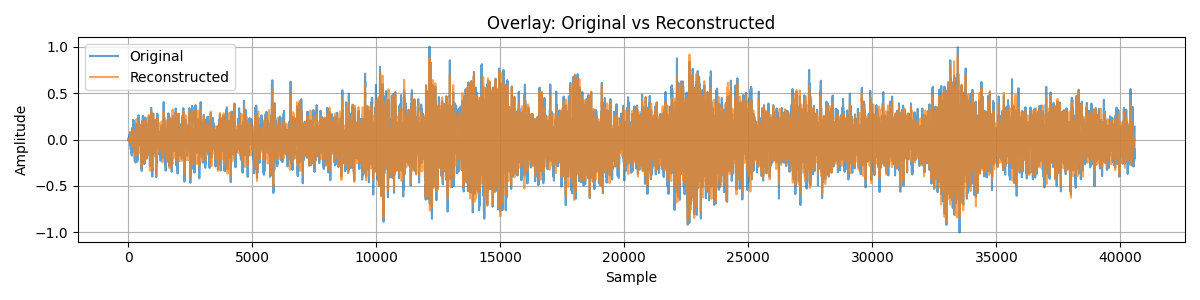 Overlay: Original vs Reconstructed
Original
Reconstructed
1.0
0.5
0.0
−0.5
−1.0
Amplitude
0 5000 10000 15000 20000 25000 30000 35000 40000
Sample